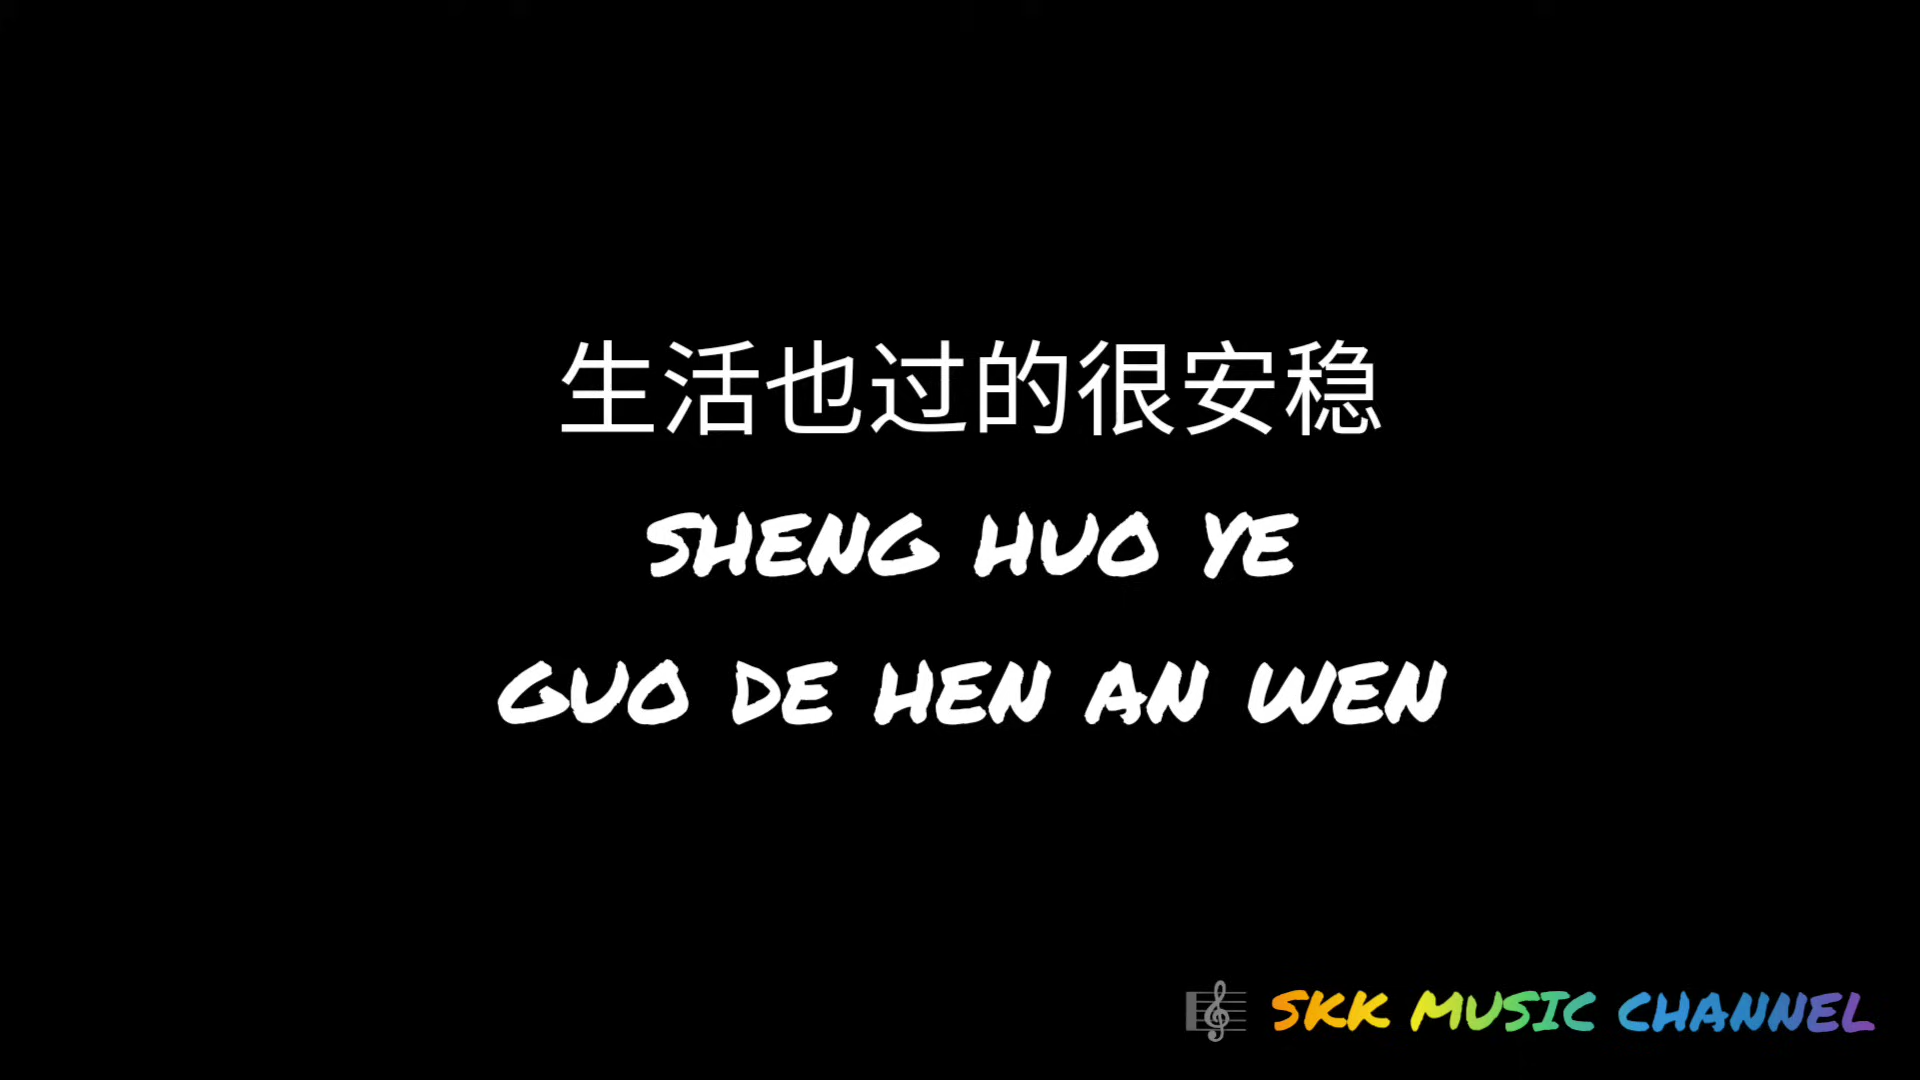 生活也过的很安稳
SHENG HUO YE
GUO DE HEN AN WEN
SKK MUSIC CHANNEL